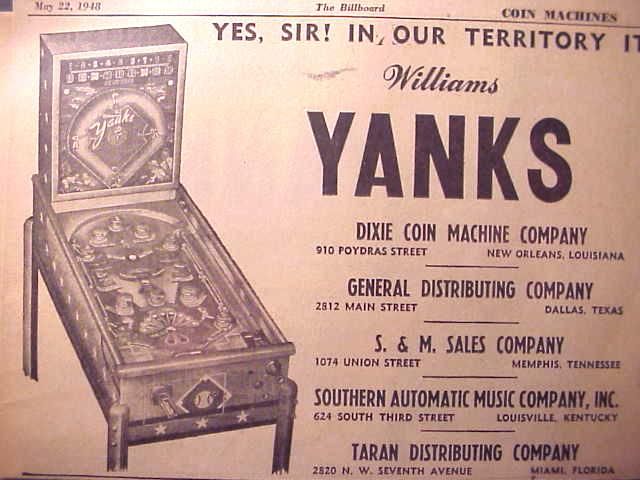 May 22, 1948 The Billboard COIN MACHINES
YES, SIR! IN OUR TERRITORY IT
Williams
YANKS
Yanks
DIXIE COIN MACHINE COMPANY
910 POYDRAS STREET NEW ORLEANS, LOUISIANA
GENERAL DISTRIBUTING COMPANY
2812 MAIN STREET DALLAS, TEXAS
S. & M. SALES COMPANY
1074 UNION STREET MEMPHIS, TENNESSEE
SOUTHERN AUTOMATIC MUSIC COMPANY, INC.
624 SOUTH THIRD STREET LOUISVILLE, KENTUCKY
TARAN DISTRIBUTING COMPANY
2820 N. W. SEVENTH AVENUE MIAMI, FLORIDA